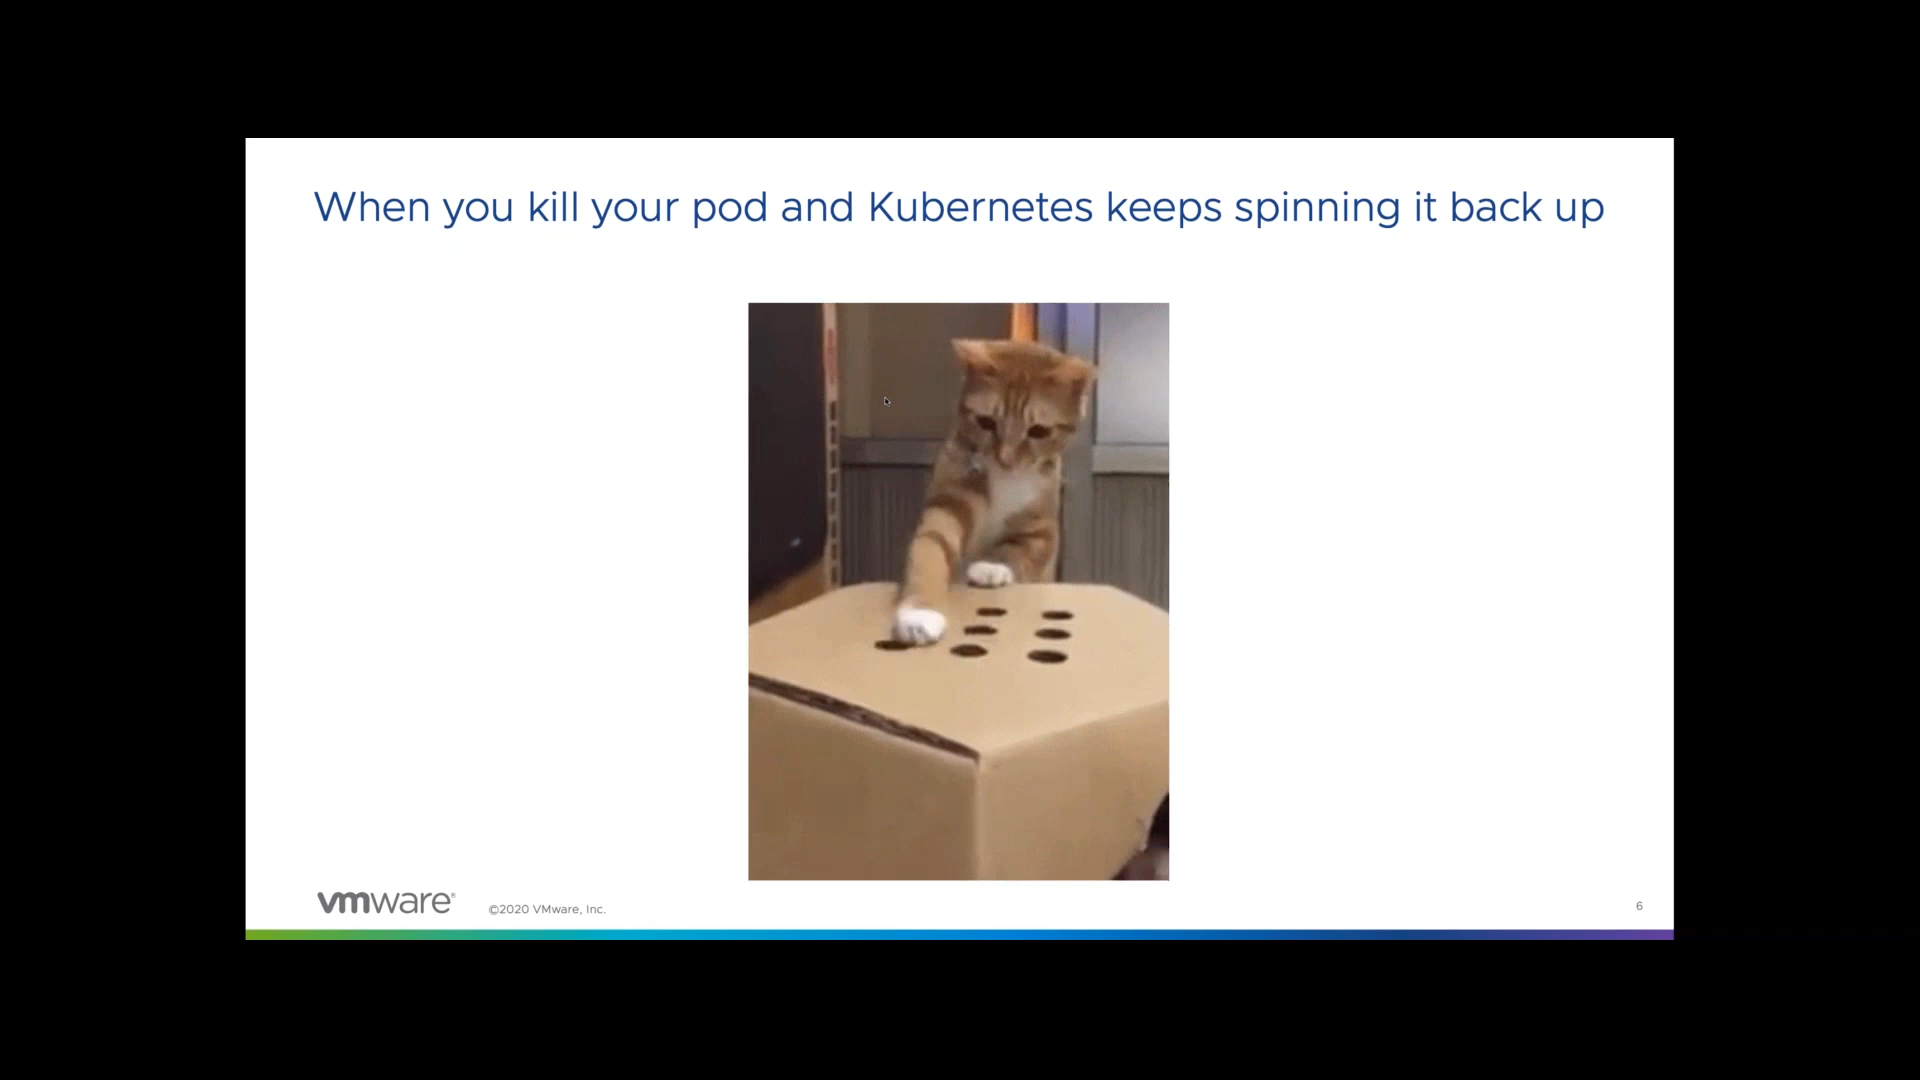 When you kill your pod and Kubernetes keeps spinning it back up
vmware®
©2020 VMware, Inc.
6